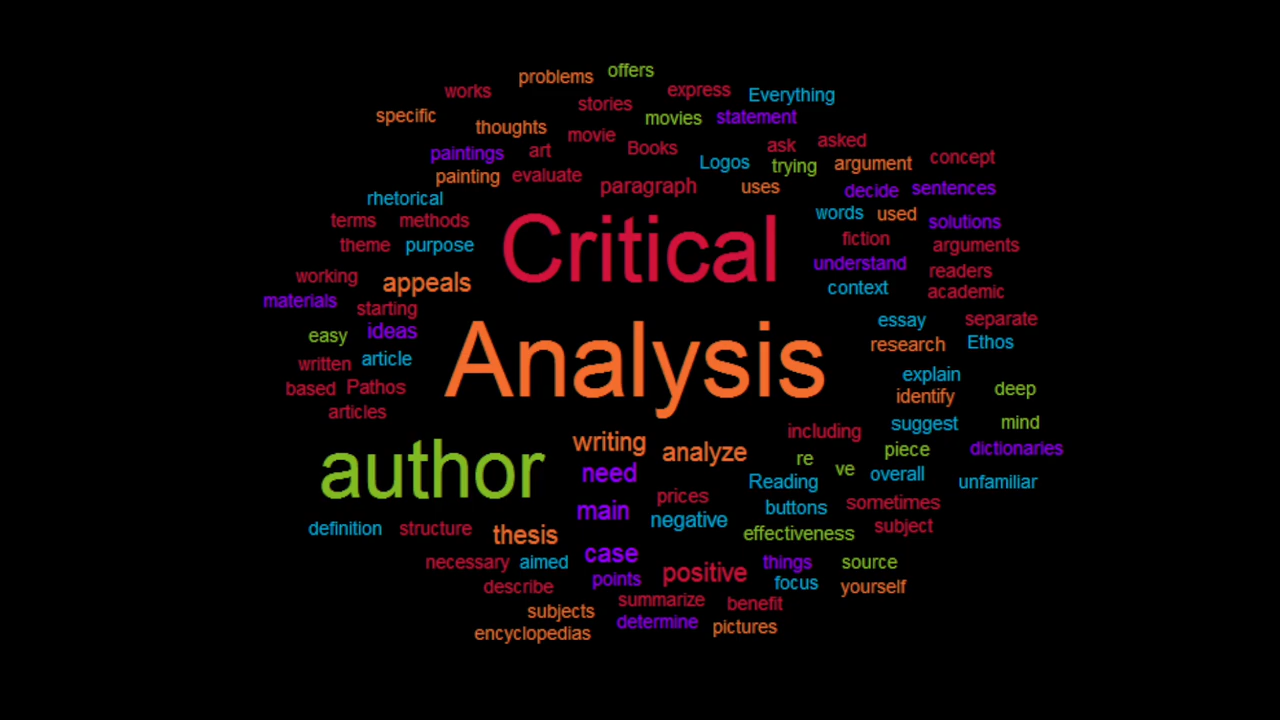 problems offers
works stories express Everything
specific thoughts movie movies statement
paintings art Books Logos ask asked
painting evaluate paragraph uses trying argument concept
rhetorical decide sentences
terms methods words used solutions
theme purpose Critical fiction arguments
working appeals understand readers
materials starting context academic
easy ideas essay separate
written article Analysis research Ethos
based Pathos explain deep
articles identify
author writing analyze including suggest mind
need re ve piece dictionaries
main prices Reading overall unfamiliar
negative buttons sometimes
definition structure thesis effectiveness subject
necessary aimed case things source
describe points positive focus yourself
subjects summarize benefit
encyclopedias determine pictures